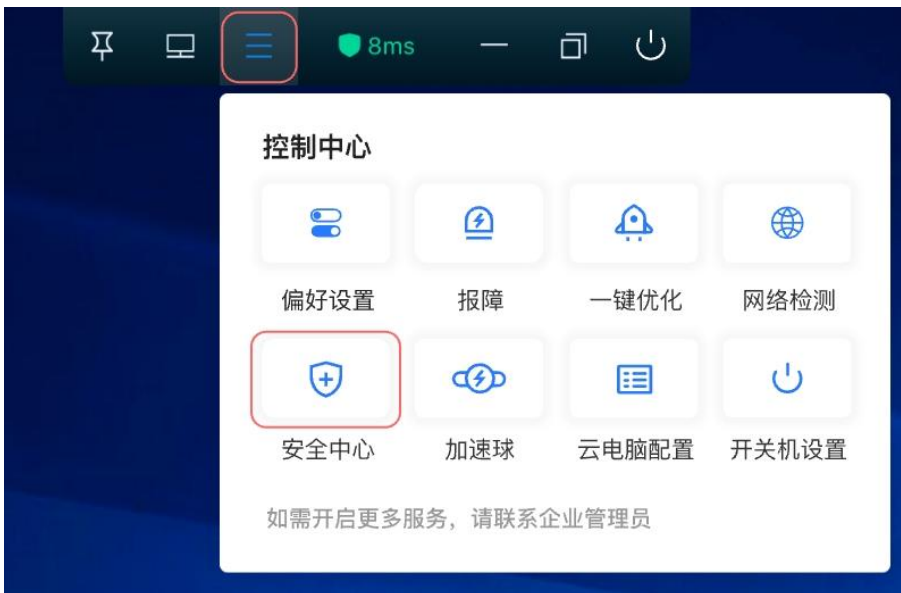 8ms
控制中心
偏好设置 报障 一键优化 网络检测
安全中心 加速球 云电脑配置 开关机设置
如需开启更多服务，请联系企业管理员